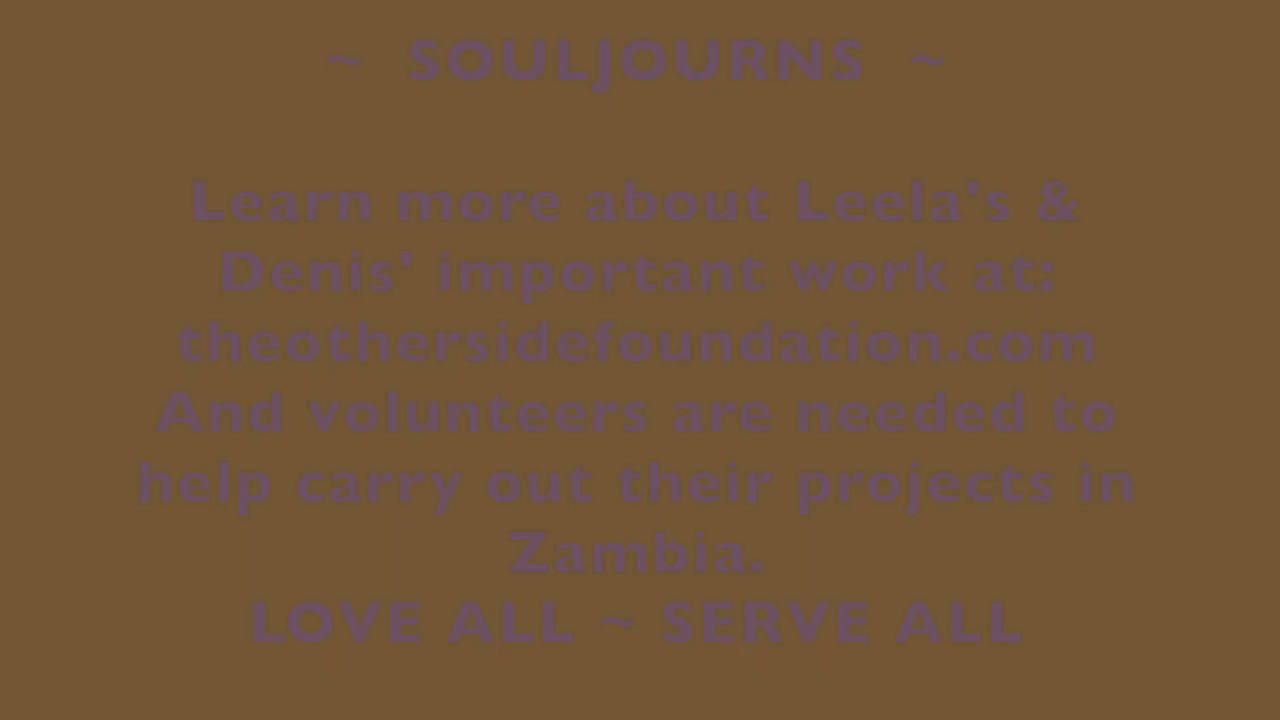 ~ SOULJOURNS ~
Learn more about Leela's &
Denis' important work at:
theothersidefoundation.com
And volunteers are needed to
help carry out their projects in
Zambia.
LOVE ALL ~ SERVE ALL